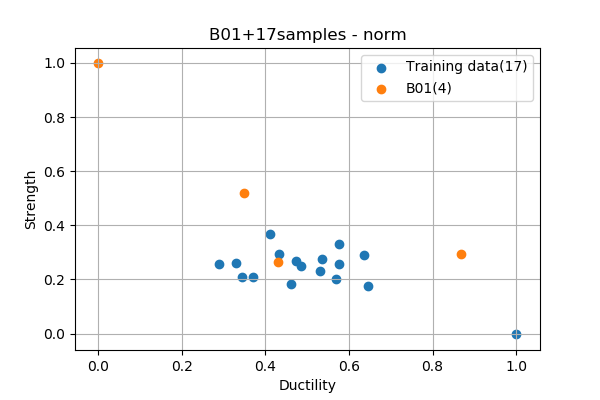 B01+17samples - norm
Training data(17)
B01(4)
Strength
1.0
0.8
0.6
0.4
0.2
0.0
0.0 0.2 0.4 0.6 0.8 1.0
Ductility